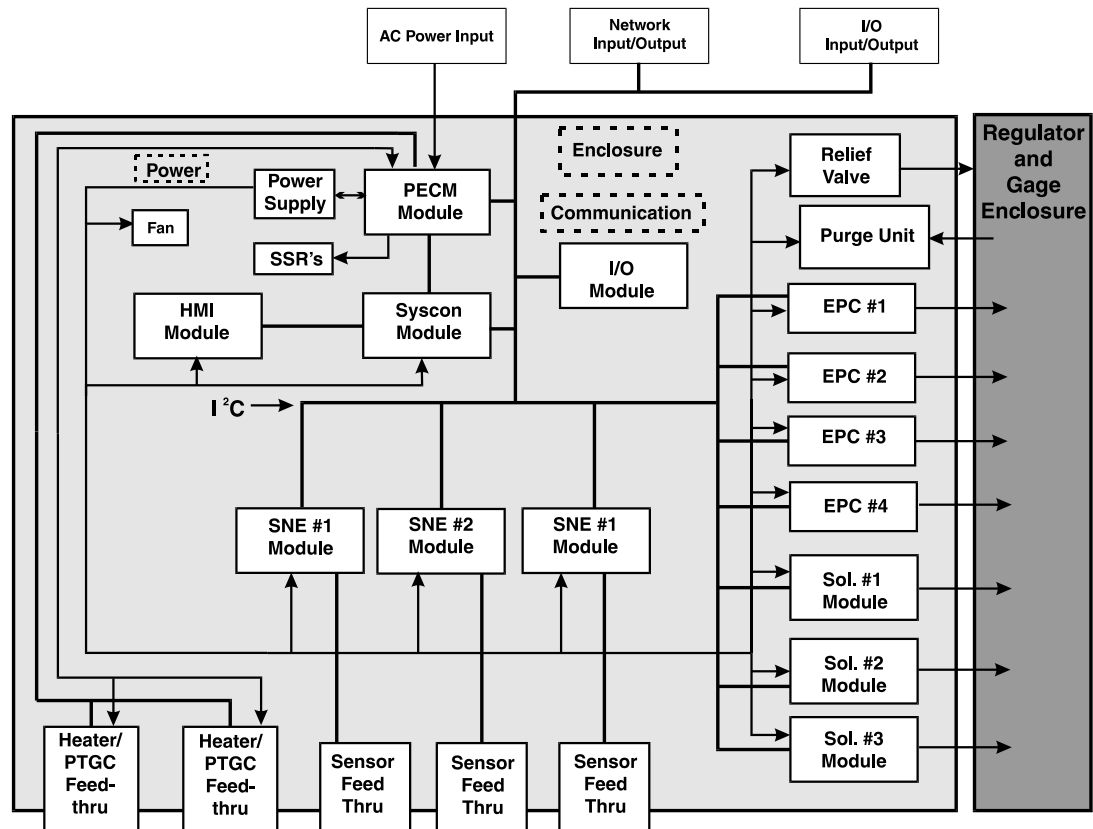 AC Power Input
Network
Input/Output
I/O
Input/Output
Enclosure
Communication
Power
Power
Supply
PECM
Module
Fan
SSR's
I/O
Module
HMI
Module
Syscon
Module
I ²C
Relief
Valve
Purge Unit
EPC #1
EPC #2
EPC #3
EPC #4
Sol. #1
Module
Sol. #2
Module
Sol. #3
Module
Regulator
and
Gage
Enclosure
SNE #1
Module
SNE #2
Module
SNE #1
Module
Heater/
PTGC
Feed-
thru
Heater/
PTGC
Feed-
thru
Sensor
Feed
Thru
Sensor
Feed
Thru
Sensor
Feed
Thru